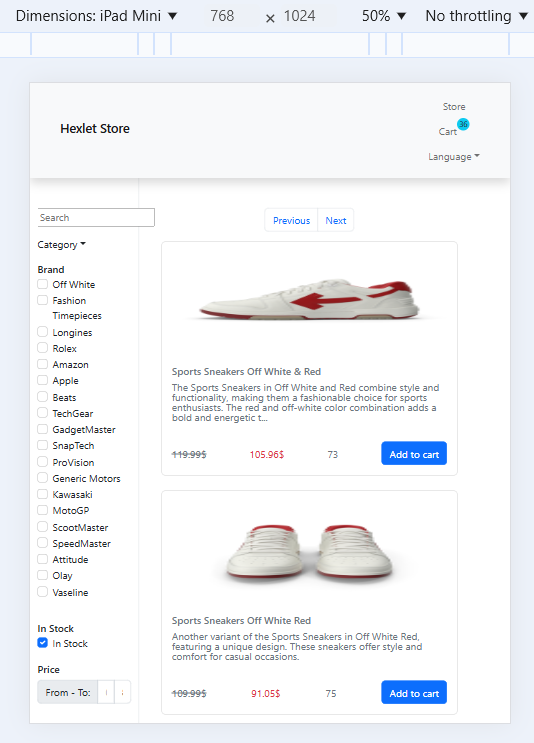 Dimensions: iPad Mini ▼ 768 × 1024 50% ▼ No throttling ▼
Store
Hexlet Store
Cart 36
Language
Search
Previous Next
Category
Brand
Off White
Fashion
Timepieces
Longines
Rolex
Amazon
Apple
Beats
TechGear
GadgetMaster
SnapTech
ProVision
Generic Motors
Kawasaki
MotoGP
ScootMaster
SpeedMaster
Attitude
Olay
Vaseline
In Stock
In Stock
Price
From - To:
Sports Sneakers Off White & Red
The Sports Sneakers in Off White and Red combine style and
functionality, making them a fashionable choice for sports
enthusiasts. The red and off-white color combination adds a
bold and energetic t...
119.99$ 105.96$ 73 Add to cart
Sports Sneakers Off White Red
Another variant of the Sports Sneakers in Off White Red,
featuring a unique design. These sneakers offer style and
comfort for casual occasions.
109.99$ 91.05$ 75 Add to cart